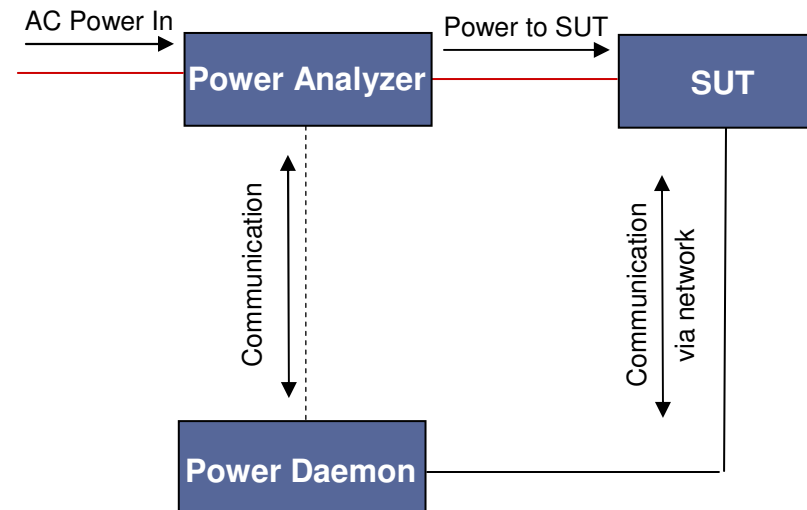 AC Power In
Power to SUT
Power Analyzer
SUT
Communication
Communication
via network
Power Daemon